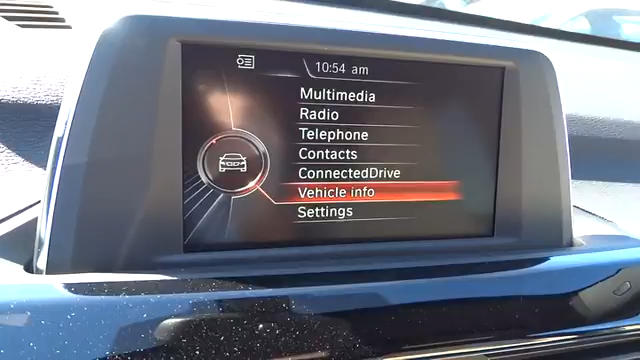 10:54 am
Multimedia
Radio
Telephone
Contacts
ConnectedDrive
Vehicle info
Settings